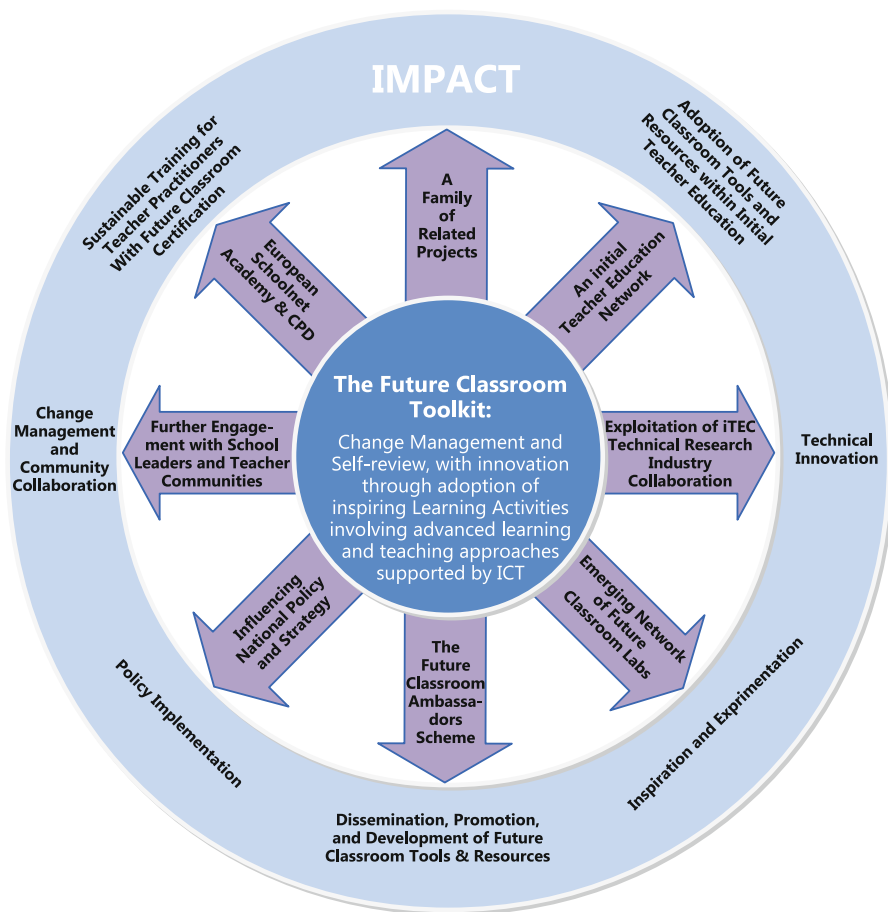 IMPACT
Sustainable Training for
Teacher Practitioners
With Future Classroom
Certification
Adoption of Future
Classroom Tools and
Resources within Initial
Teacher Education
A
Family
of
Related
Projects
European
Schoolnet
Academy & CPD
An initial
Teacher Education
Network
The Future Classroom
Toolkit:
Change Management and
Self-review, with innovation
through adoption of
inspiring Learning Activities
involving advanced learning
and teaching approaches
supported by ICT
Change
Management
and
Community
Collaboration
Further Engage-
ment with School
Leaders and Teacher
Communities
Exploitation of iTEC
Technical Research
Industry
Collaboration
Technical
Innovation
Influencing
National Policy
and Strategy
The
Future
Classroom
Ambassa-
dors
Scheme
Emerging Network
of Future
Classroom Labs
Policy Implementation
Inspiration and Exprimentation
Dissemination, Promotion,
and Development of Future
Classroom Tools & Resources